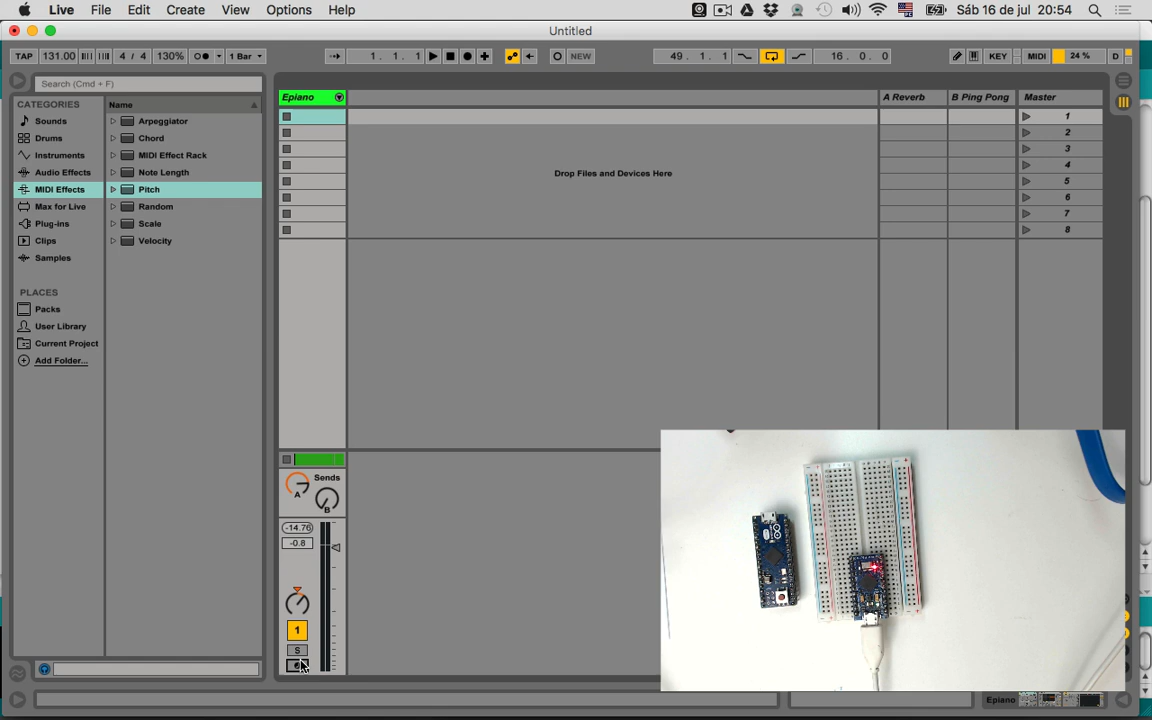 Live File Edit Create View Options Help Sáb 16 de jul 20:54
Untitled
TAP 131.00 4 / 4 130% 1 Bar 1. 1. 1 NEW 49. 1. 1 16. 0. 0 KEY MIDI 24 % D
Search (Cmd + F)
CATEGORIES
Sounds
Drums
Instruments
Audio Effects
MIDI Effects
Max for Live
Plug-ins
Clips
Samples
PLACES
Packs
User Library
Current Project
Add Folder...
Name
Arpeggiator
Chord
MIDI Effect Rack
Note Length
Pitch
Random
Scale
Velocity
Epiano
Drop Files and Devices Here
A Reverb
B Ping Pong
Master
1
2
3
4
5
6
7
8
Sends
A
B
-14.76
-0.8
1
S
Epiano